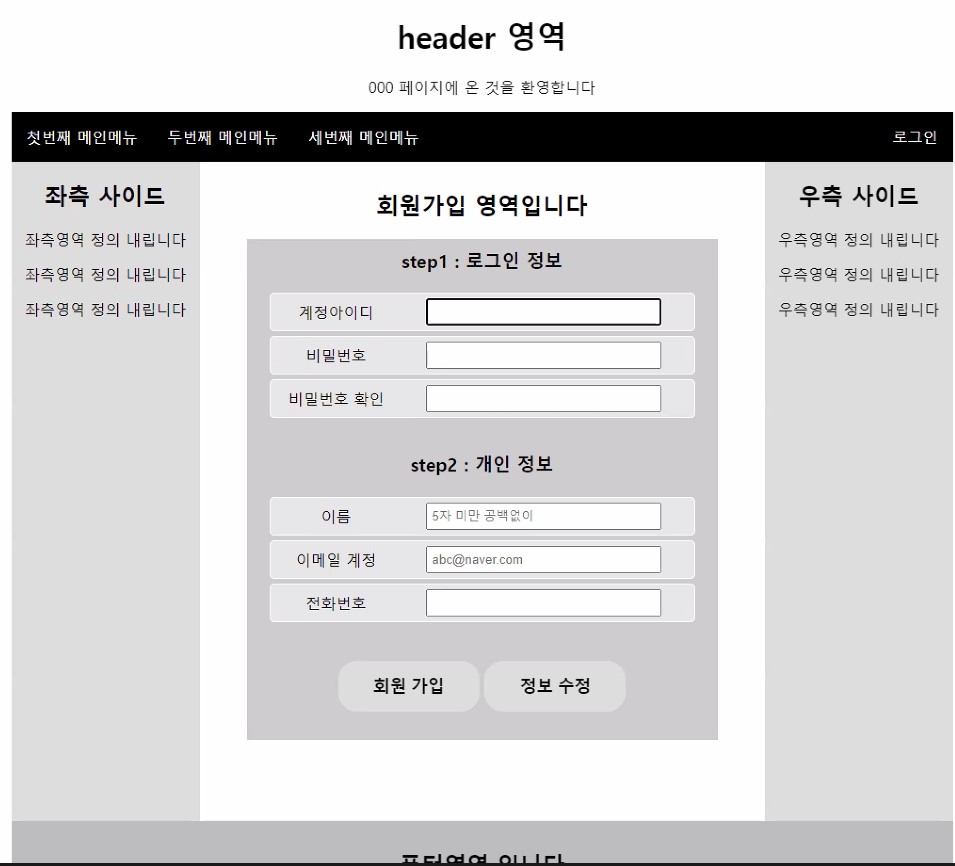 header 영역
000 페이지에 온 것을 환영합니다
첫번째 메인메뉴 두번째 메인메뉴 세번째 메인메뉴 로그인
좌측 사이드
좌측영역 정의 내립니다
좌측영역 정의 내립니다
좌측영역 정의 내립니다
회원가입 영역입니다
step1 : 로그인 정보
계정아이디
비밀번호
비밀번호 확인
step2 : 개인 정보
이름 5자 미만 공백없이
이메일 계정 abc@naver.com
전화번호
회원 가입 정보 수정
우측 사이드
우측영역 정의 내립니다
우측영역 정의 내립니다
우측영역 정의 내립니다
푸터영역 입니다